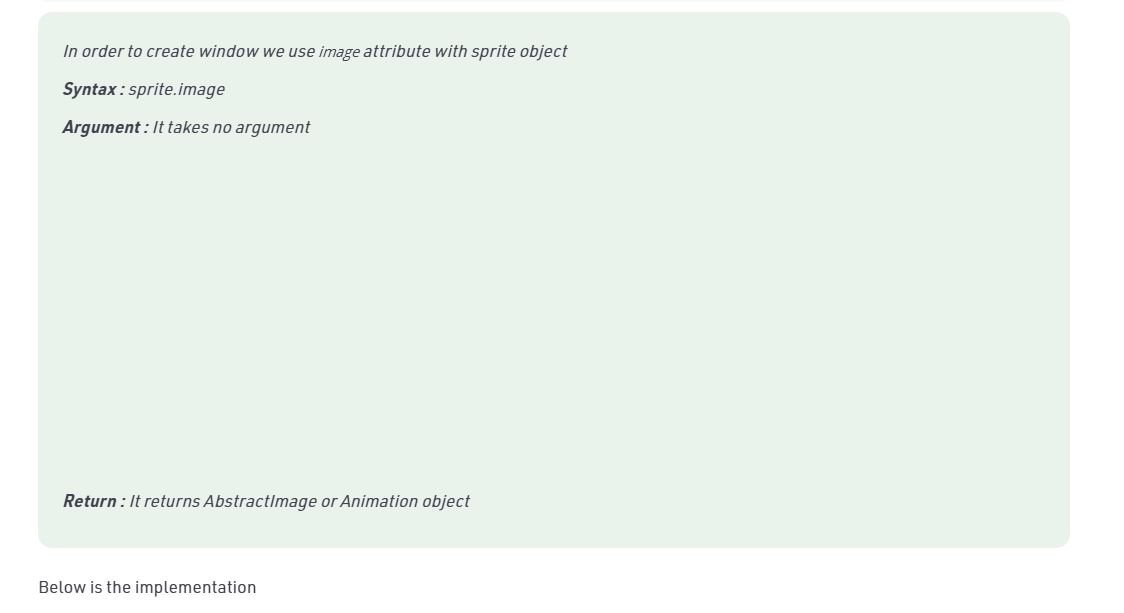 In order to create window we use image attribute with sprite object
Syntax : sprite.image
Argument : It takes no argument
Return : It returns AbstractImage or Animation object
Below is the implementation